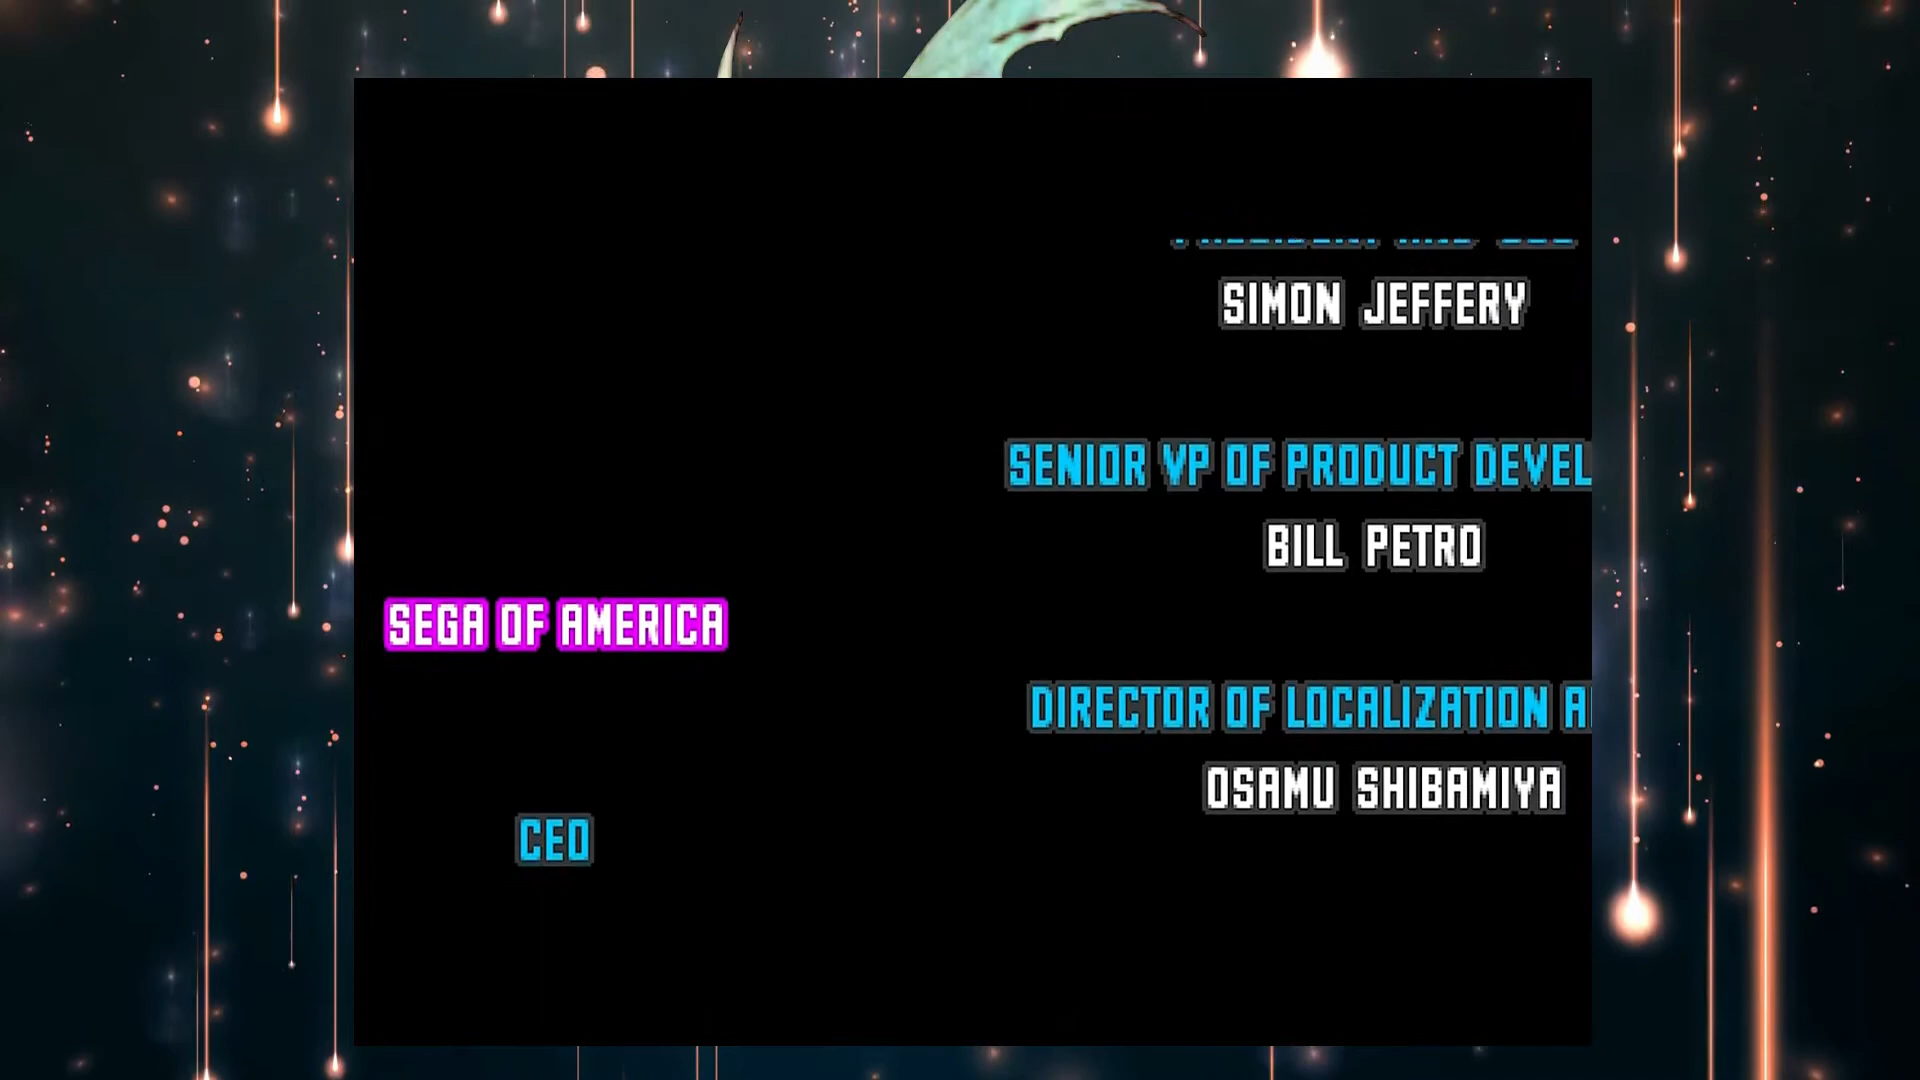 SIMON JEFFERY
SENIOR VP OF PRODUCT DEVEL
BILL PETRO
SEGA OF AMERICA
DIRECTOR OF LOCALIZATION A
OSAMU SHIBAMIYA
CEO